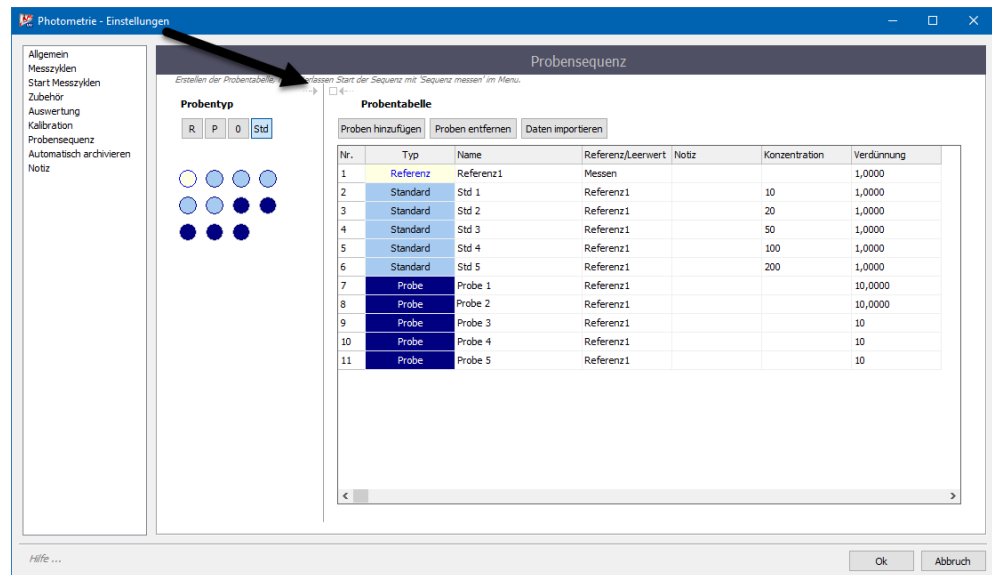 Photometrie - Einstellungen
Allgemein
Messzyklen
Start Messzyklen
Zubehör
Auswertung
Kalibration
Probensequenz
Automatisch archivieren
Notiz
Probensequenz
Erstellen der Probentabelle, erlassen Start der Sequenz mit 'Sequenz messen' im Menu.
Probentyp
R P 0 Std
Probentabelle
Proben hinzufügen Proben entfernen Daten importieren
Nr. Typ Name Referenz/Leerwert Notiz Konzentration Verdünnung
1 Referenz Referenz1 Messen 1,0000
2 Standard Std 1 Referenz1 10 1,0000
3 Standard Std 2 Referenz1 20 1,0000
4 Standard Std 3 Referenz1 50 1,0000
5 Standard Std 4 Referenz1 100 1,0000
6 Standard Std 5 Referenz1 200 1,0000
7 Probe Probe 1 Referenz1 10,0000
8 Probe Probe 2 Referenz1 10,0000
9 Probe Probe 3 Referenz1 10
10 Probe Probe 4 Referenz1 10
11 Probe Probe 5 Referenz1 10
Hilfe ...
Ok Abbruch